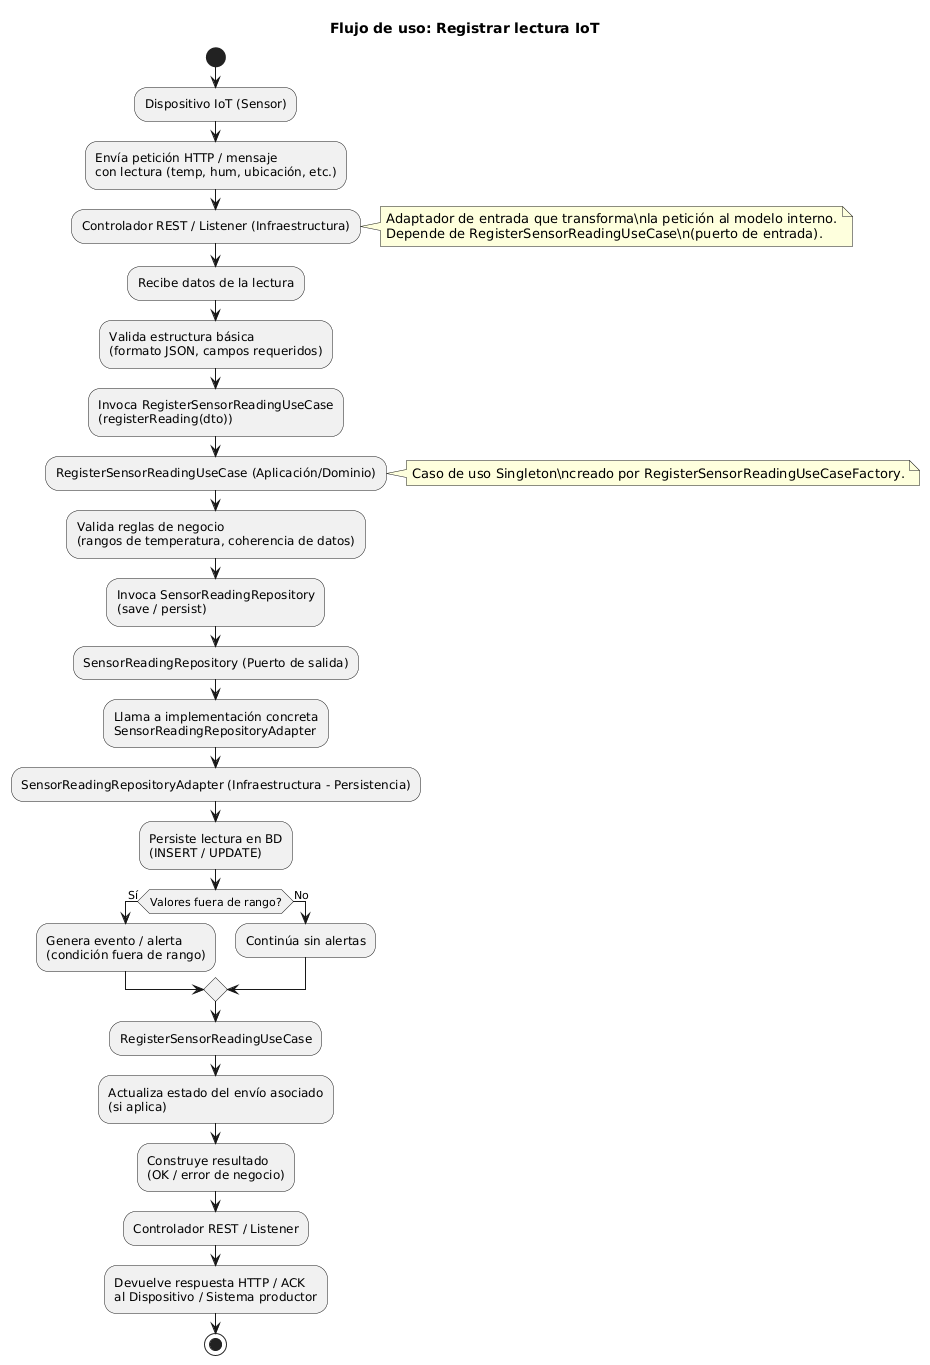 Flujo de uso: Registrar lectura IoT
Dispositivo IoT (Sensor)
Envía petición HTTP / mensaje
con lectura (temp, hum, ubicación, etc.)
Controlador REST / Listener (Infraestructura)
Adaptador de entrada que transforma\nla petición al modelo interno.
Depende de RegisterSensorReadingUseCase\n(puerto de entrada).
Recibe datos de la lectura
Valida estructura básica
(formato JSON, campos requeridos)
Invoca RegisterSensorReadingUseCase
(registerReading(dto))
RegisterSensorReadingUseCase (Aplicación/Dominio)
Caso de uso Singleton\ncreado por RegisterSensorReadingUseCaseFactory.
Valida reglas de negocio
(rangos de temperatura, coherencia de datos)
Invoca SensorReadingRepository
(save / persist)
SensorReadingRepository (Puerto de salida)
Llama a implementación concreta
SensorReadingRepositoryAdapter
SensorReadingRepositoryAdapter (Infraestructura - Persistencia)
Persiste lectura en BD
(INSERT / UPDATE)
Valores fuera de rango?
Sí
No
Genera evento / alerta
(condición fuera de rango)
Continúa sin alertas
RegisterSensorReadingUseCase
Actualiza estado del envío asociado
(si aplica)
Construye resultado
(OK / error de negocio)
Controlador REST / Listener
Devuelve respuesta HTTP / ACK
al Dispositivo / Sistema productor